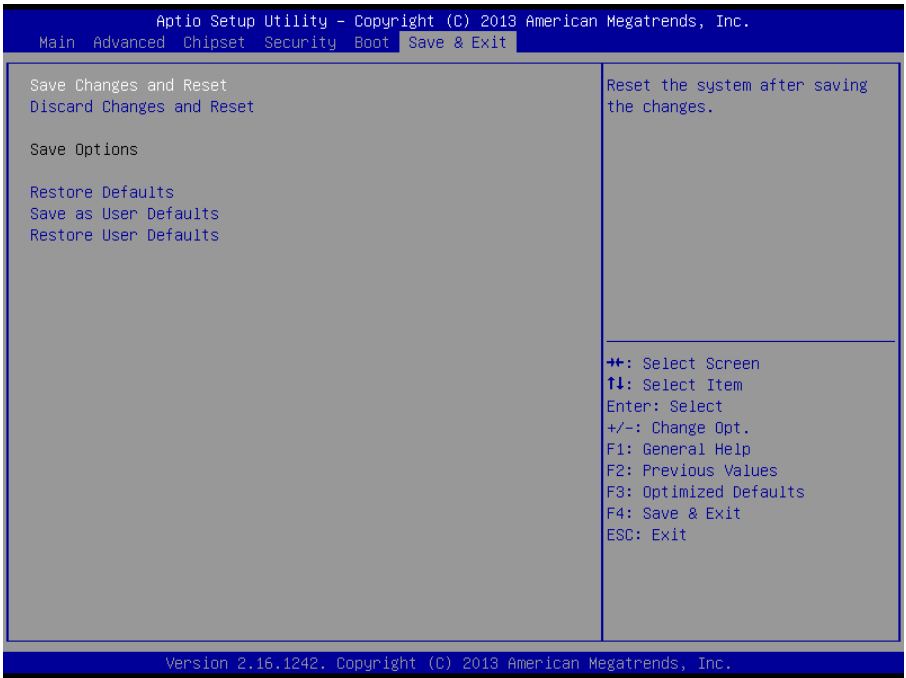 Aptio Setup Utility – Copyright (C) 2013 American Megatrends, Inc.
Main Advanced Chipset Security Boot Save & Exit
Save Changes and Reset
Discard Changes and Reset
Save Options
Restore Defaults
Save as User Defaults
Restore User Defaults
Reset the system after saving
the changes.
→←: Select Screen
↑↓: Select Item
Enter: Select
+/-: Change Opt.
F1: General Help
F2: Previous Values
F3: Optimized Defaults
F4: Save & Exit
ESC: Exit
Version 2.16.1242. Copyright (C) 2013 American Megatrends, Inc.